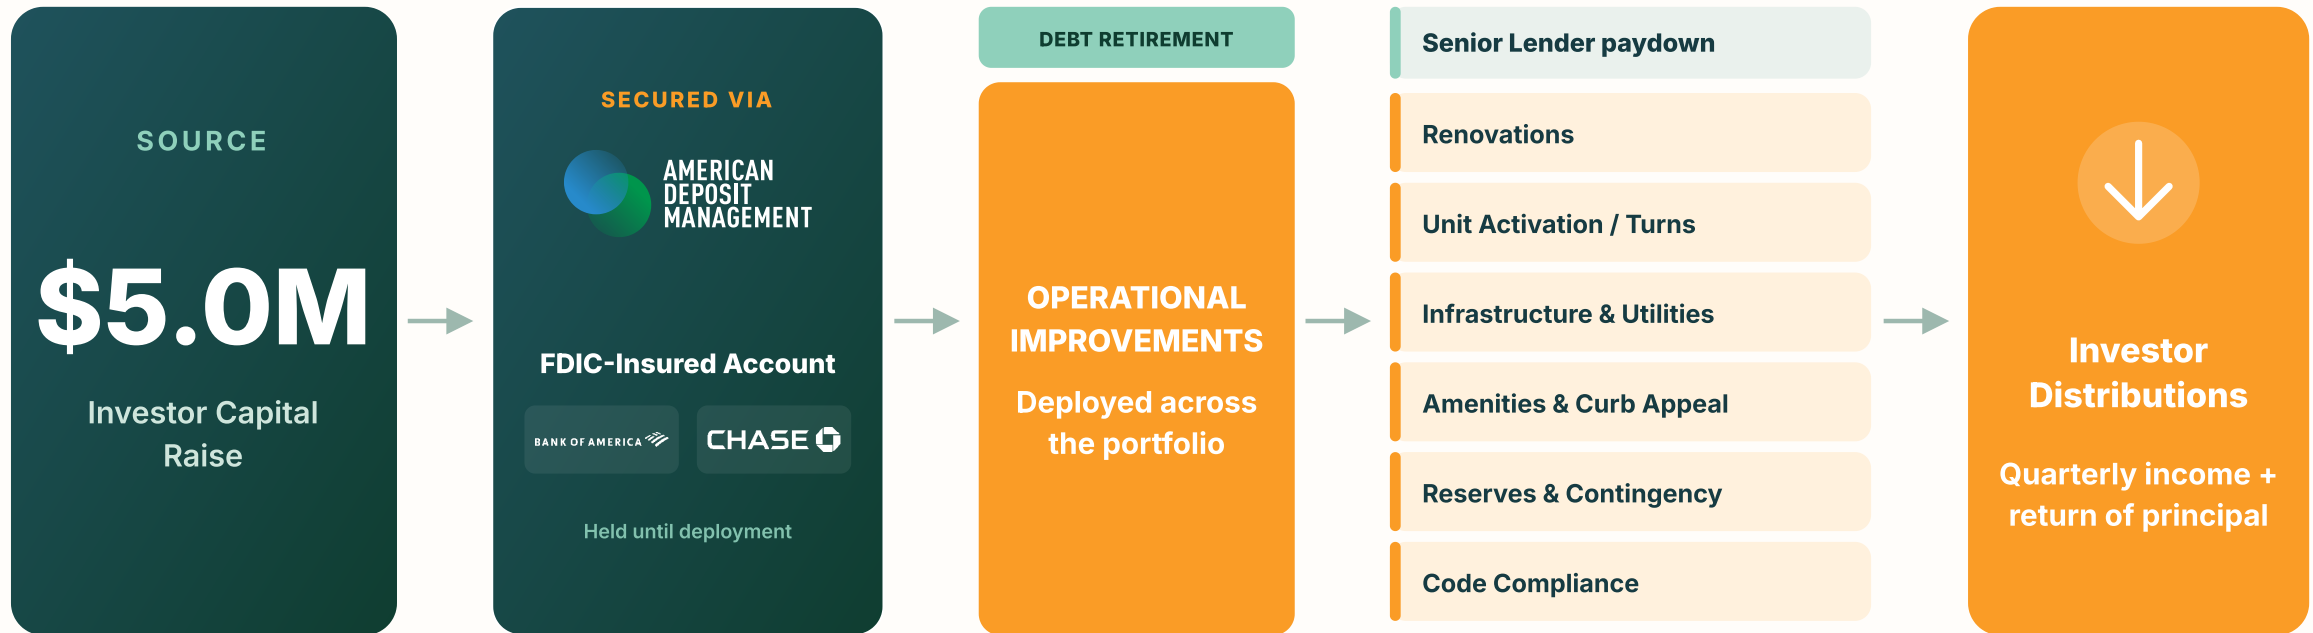 SOURCE
$5.0M
Investor Capital
Raise
SECURED VIA
AMERICAN
DEPOSIT
MANAGEMENT
FDIC-Insured Account
BANK OF AMERICA
CHASE
Held until deployment
DEBT RETIREMENT
OPERATIONAL
IMPROVEMENTS
Deployed across
the portfolio
Senior Lender paydown
Renovations
Unit Activation / Turns
Infrastructure & Utilities
Amenities & Curb Appeal
Reserves & Contingency
Code Compliance
Investor
Distributions
Quarterly income +
return of principal